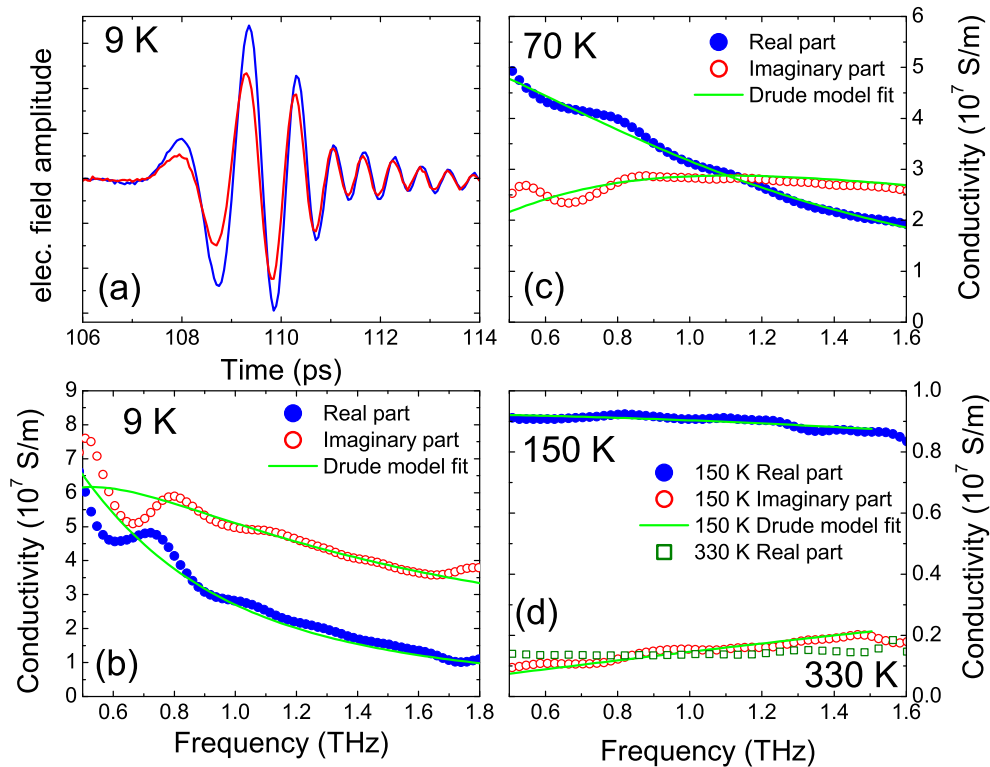 9 K
elec. field amplitude
(a)
106 108 110 112 114
Time (ps)
70 K
Real part
Imaginary part
Drude model fit
(c)
6
5
4
3
2
1
0
Conductivity (10⁷ S/m)
0.6 0.8 1.0 1.2 1.4 1.6
9 K
Real part
Imaginary part
Drude model fit
(b)
9
8
7
6
5
4
3
2
1
0
Conductivity (10⁷ S/m)
0.6 0.8 1.0 1.2 1.4 1.6 1.8
Frequency (THz)
150 K
150 K Real part
150 K Imaginary part
150 K Drude model fit
330 K Real part
(d)
330 K
1.0
0.8
0.6
0.4
0.2
0.0
Conductivity (10⁷ S/m)
0.6 0.8 1.0 1.2 1.4 1.6
Frequency (THz)